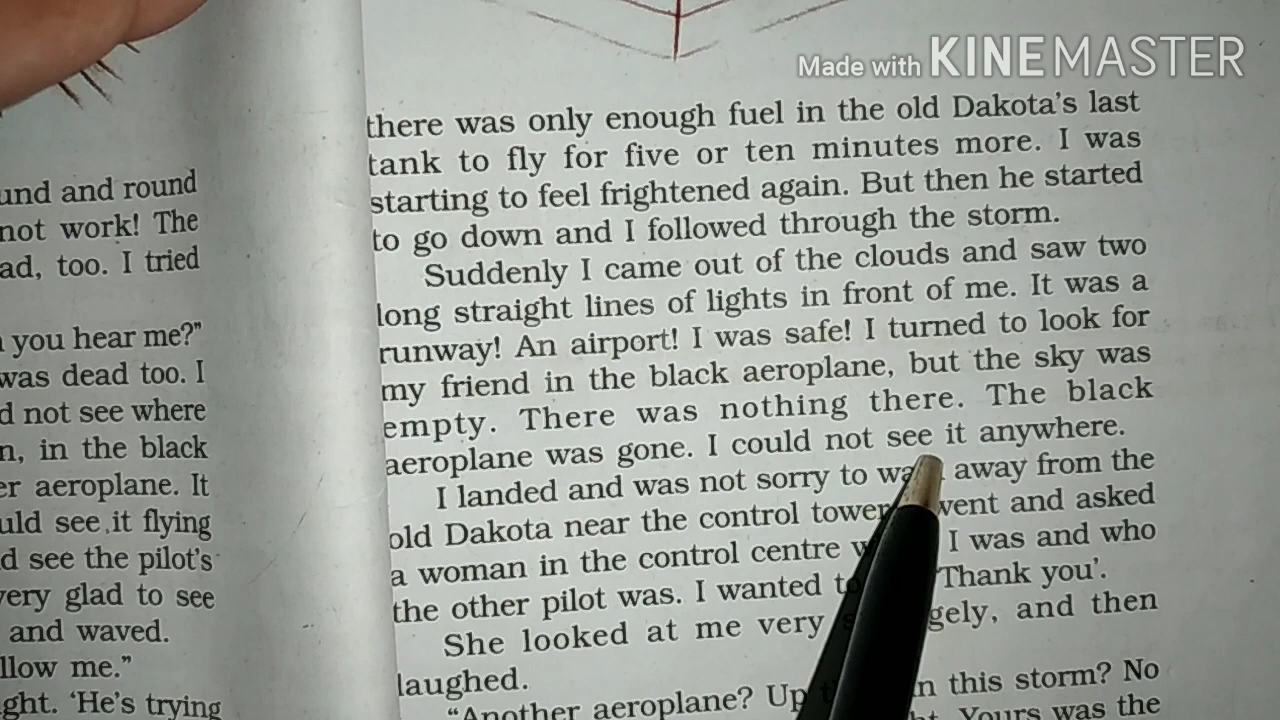 Made with KINEMASTER
und and round
not work! The
ad, too. I tried
you hear me?"
was dead too. I
d not see where
n, in the black
er aeroplane. It
uld see it flying
d see the pilot's
very glad to see
and waved.
llow me."
ght. 'He's trying
there was only enough fuel in the old Dakota's last
tank to fly for five or ten minutes more. I was
starting to feel frightened again. But then he started
to go down and I followed through the storm.
Suddenly I came out of the clouds and saw two
long straight lines of lights in front of me. It was a
runway! An airport! I was safe! I turned to look for
my friend in the black aeroplane, but the sky was
empty. There was nothing there. The black
aeroplane was gone. I could not see it anywhere.
I landed and was not sorry to away from the
old Dakota near the control tower went and asked
a woman in the control centre I was and who
the other pilot was. I wanted to 'Thank you'.
She looked at me very gely, and then
laughed.
"Another aeroplane? Up in this storm? No
Yours was the